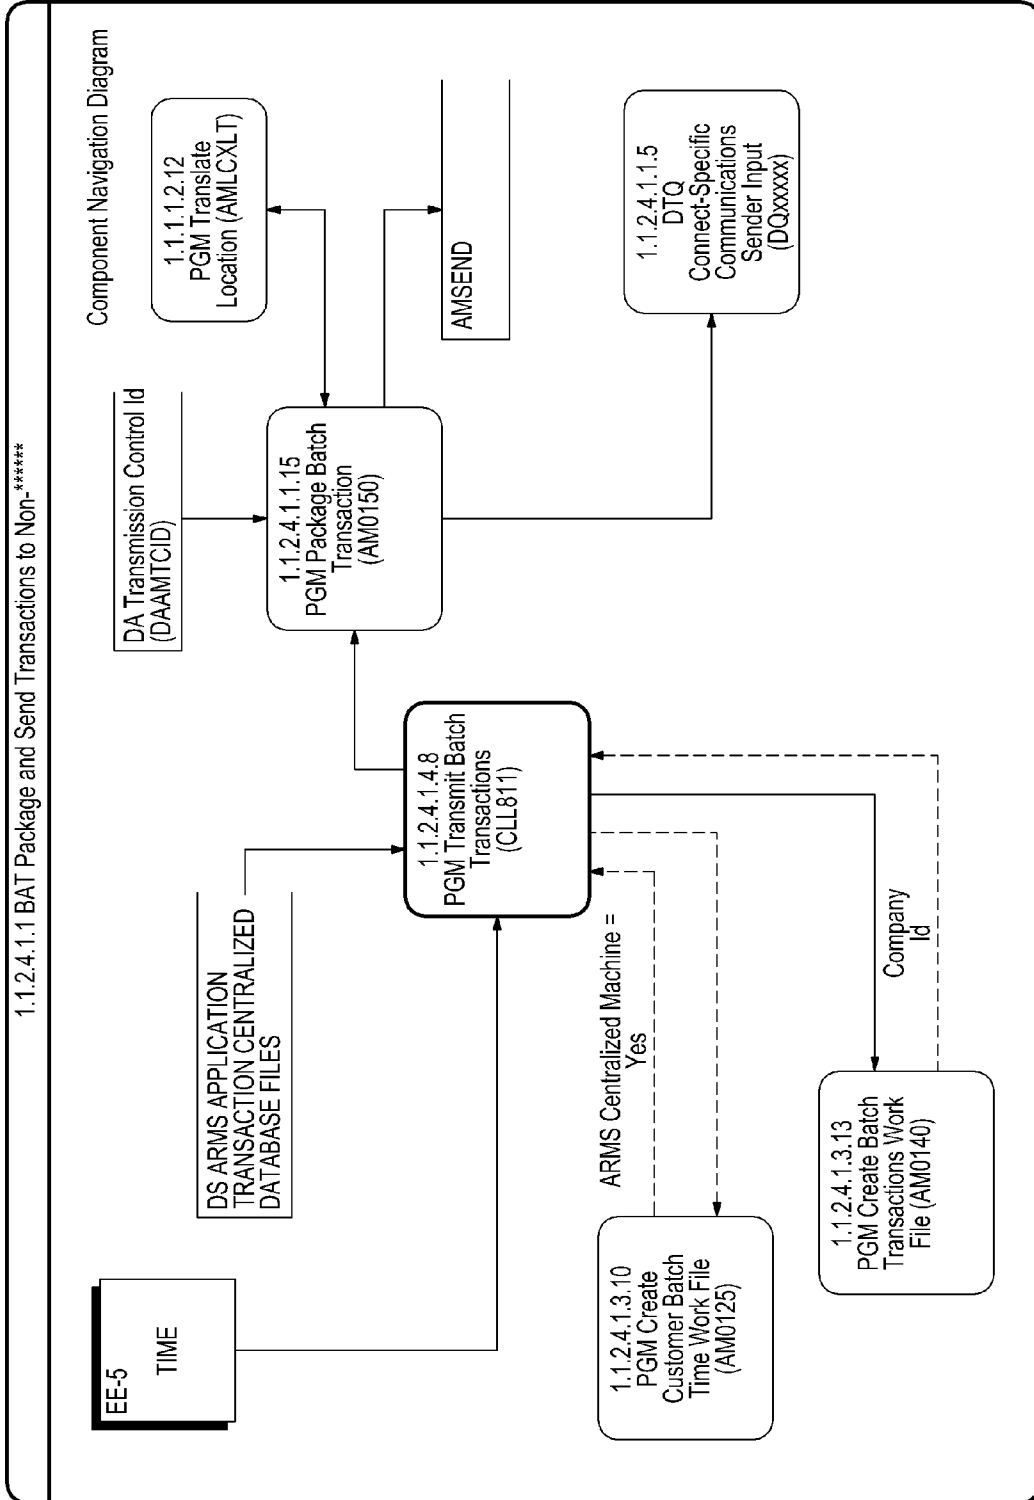 1.1.2.4.1.1 BAT Package and Send Transactions to Non-******
Component Navigation Diagram
EE-5
TIME
DS ARMS APPLICATION
TRANSACTION CENTRALIZED
DATABASE FILES
DA Transmission Control Id
(DAAMTCID)
1.1.1.1.2.12
PGM Translate
Location (AMLCXLT)
1.1.2.4.1.1.15
PGM Package Batch
Transaction
(AM0150)
1.1.2.4.1.4.8
PGM Transmit Batch
Transactions
(CLL811)
AMSEND
ARMS Centralized Machine =
Yes
1.1.2.4.1.3.10
PGM Create
Customer Batch
Time Work File
(AM0125)
1.1.2.4.1.1.5
DTQ
Connect-Specific
Communications
Sender Input
(DQxxxxx)
Company
Id
1.1.2.4.1.3.13
PGM Create Batch
Transactions Work
File (AM0140)